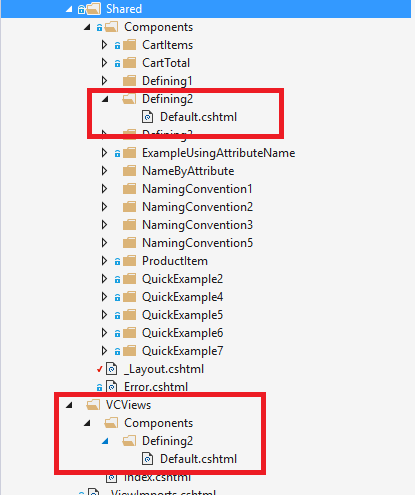 Shared
Components
CartItems
CartTotal
Defining1
Defining2
Default.cshtml
Defining3
ExampleUsingAttributeName
NameByAttribute
NamingConvention1
NamingConvention2
NamingConvention3
NamingConvention5
ProductItem
QuickExample2
QuickExample4
QuickExample5
QuickExample6
QuickExample7
_Layout.cshtml
Error.cshtml
VCViews
Components
Defining2
Default.cshtml
Index.cshtml
_ViewImports.cshtml